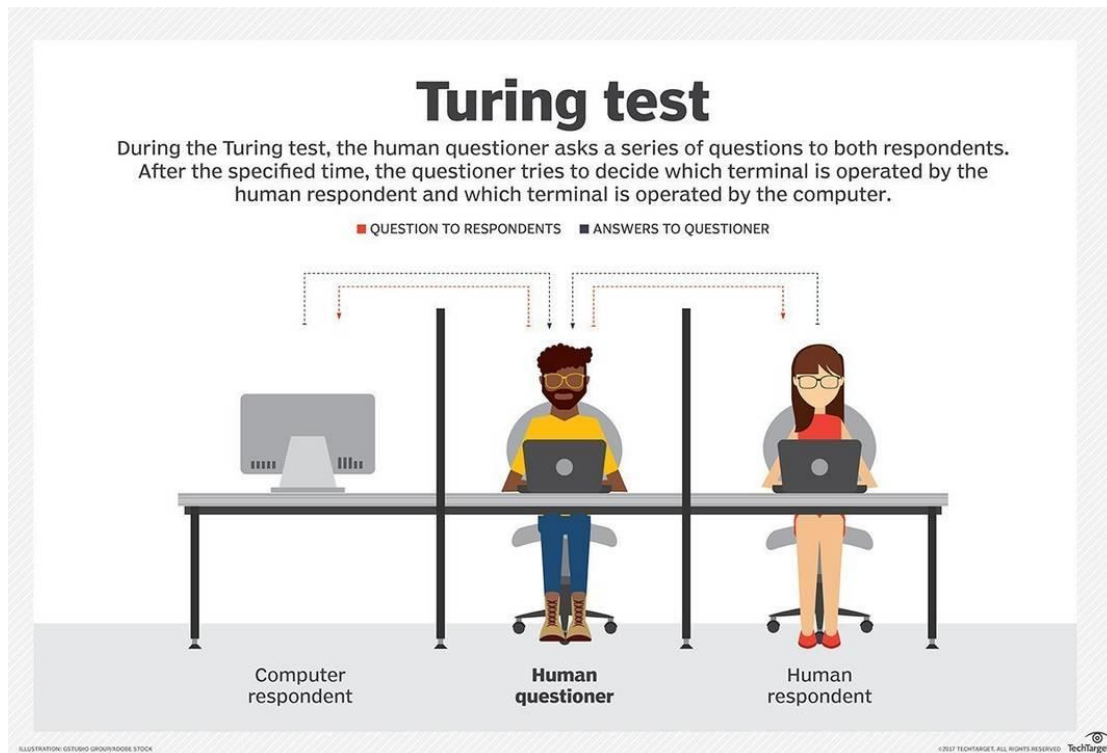 Turing test
During the Turing test, the human questioner asks a series of questions to both respondents.
After the specified time, the questioner tries to decide which terminal is operated by the
human respondent and which terminal is operated by the computer.
QUESTION TO RESPONDENTS ANSWERS TO QUESTIONER
Computer
respondent
Human
questioner
Human
respondent
ILLUSTRATION: GSTUDIO GROUP/ADOBE STOCK
©2017 TECHTARGET. ALL RIGHTS RESERVED TechTarget